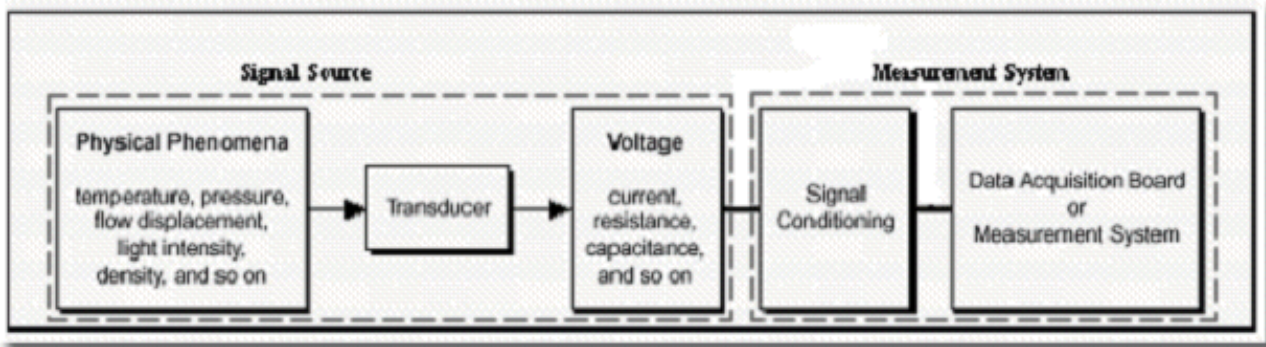 Signal Source
Measurement System
Physical Phenomena
temperature, pressure,
flow displacement,
light intensity,
density, and so on
Transducer
Voltage
current,
resistance,
capacitance,
and so on
Signal
Conditioning
Data Acquisition Board
or
Measurement System